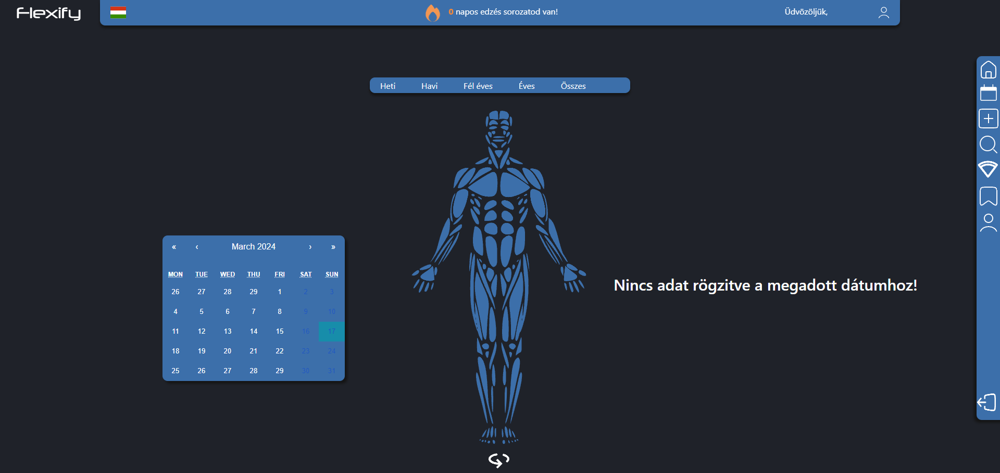 Flexify
0 napos edzés sorozatod van!
Üdvözöljük,
Heti Havi Fél éves Éves Összes
« ‹ March 2024 › »
MON TUE WED THU FRI SAT SUN
26 27 28 29 1 2 3
4 5 6 7 8 9 10
11 12 13 14 15 16 17
18 19 20 21 22 23 24
25 26 27 28 29 30 31
Nincs adat rögzitve a megadott dátumhoz!